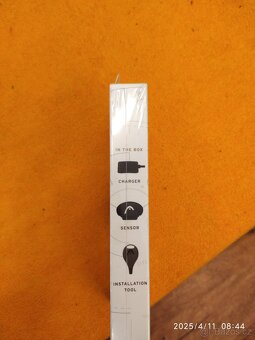 IN THE BOX
CHARGER
SENSOR
INSTALLATION
TOOL
2025/4/11 08:44